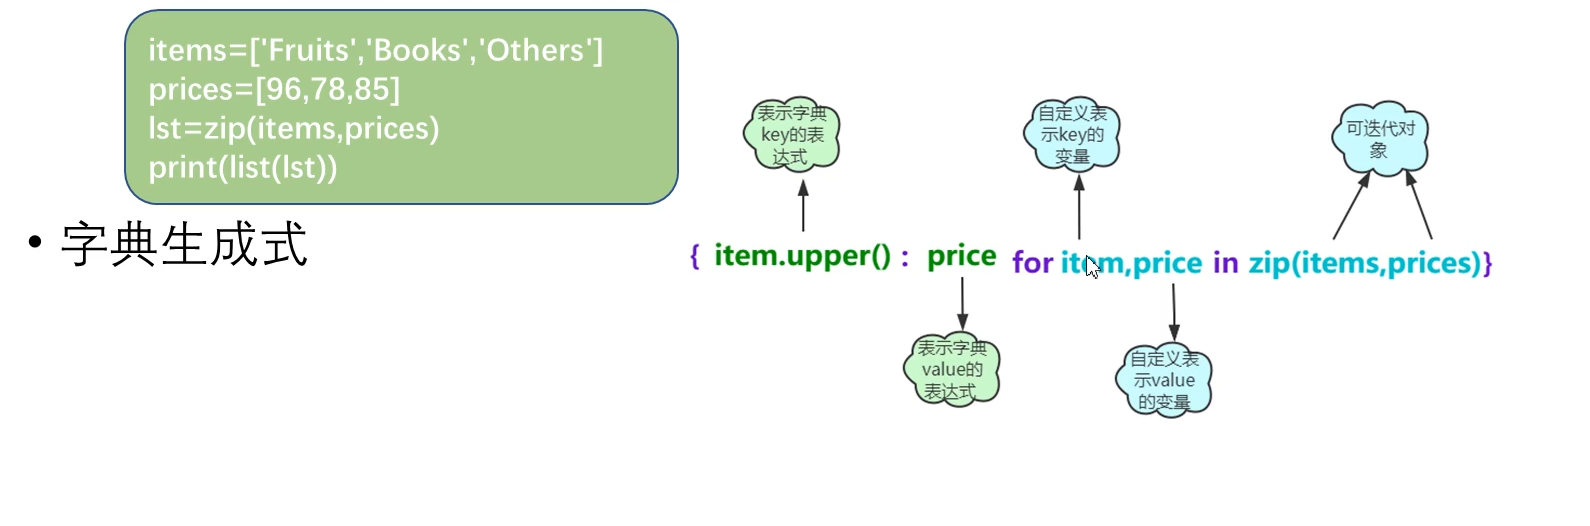 items=['Fruits','Books','Others']
prices=[96,78,85]
lst=zip(items,prices)
print(list(lst))
• 字典生成式
表示字典
key的表
达式
自定义表
示key的
变量
可迭代对
象
{ item.upper() : price for item,price in zip(items,prices)}
表示字典
value的
表达式
自定义表
示value
的变量